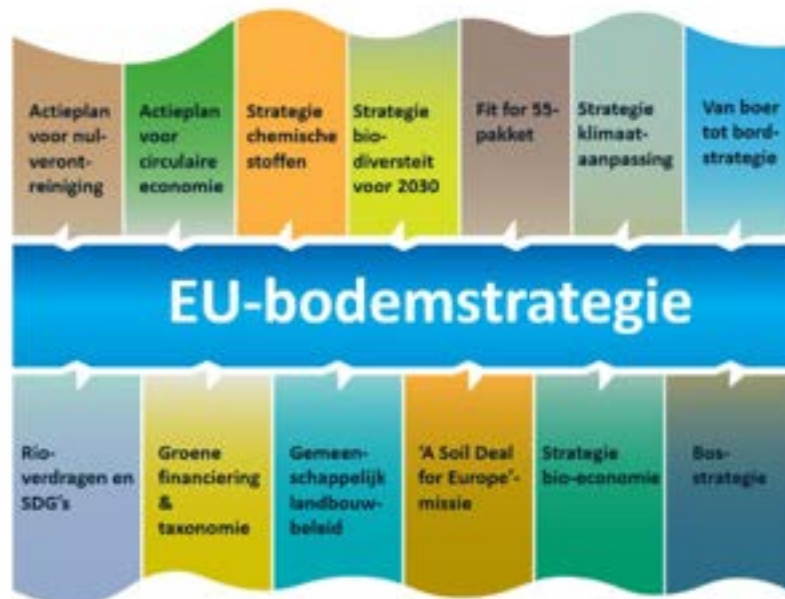 Actieplan
voor nul-
veront-
reiniging
Actieplan
voor
circulaire
economie
Strategie
chemische
stoffen
Strategie
bio-
diversteit
voor 2030
Fit for 55-
pakket
Strategie
klimaat-
aanpassing
Van boer
tot bord-
strategie
EU-bodemstrategie
Rio-
verdragen en
SDG's
Groene
financiering
&
taxonomie
Gemeen-
schappelijk
landbouw-
beleid
'A Soil Deal
for Europe'-
missie
Strategie
bio-economie
Bos-
strategie